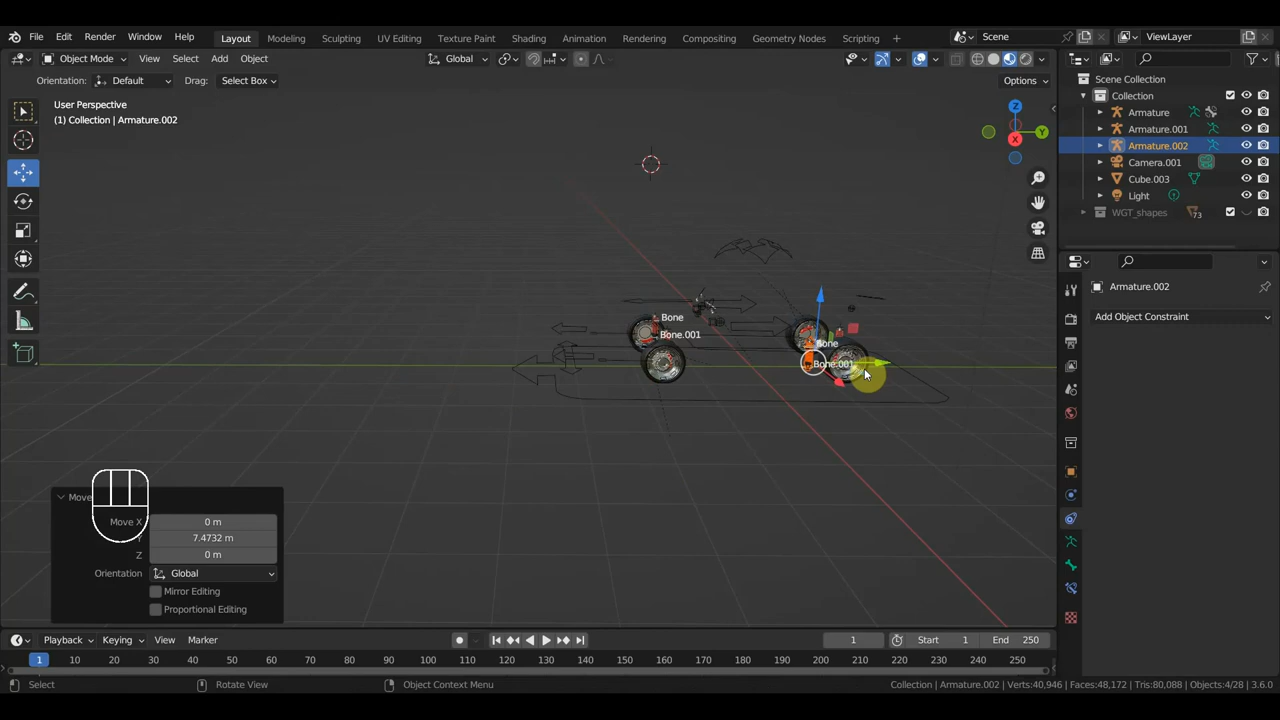 File Edit Render Window Help Layout Modeling Sculpting UV Editing Texture Paint Shading Animation Rendering Compositing Geometry Nodes Scripting + Scene ViewLayer
Object Mode View Select Add Object Global
Orientation: Default Drag: Select Box Options
User Perspective
(1) Collection | Armature.002
Z
Y
X
Scene Collection
Collection
Armature
Armature.001
Armature.002
Camera.001
Cube.003
Light
WGT_shapes 73
Armature.002
Add Object Constraint
Bone
Bone.001
Bone
Bone.001
Move
Move X 0 m
Y 7.4732 m
Z 0 m
Orientation Global
Mirror Editing
Proportional Editing
Playback Keying View Marker 1 Start 1 End 250
1 10 20 30 40 50 60 70 80 90 100 110 120 130 140 150 160 170 180 190 200 210 220 230 240 250
Select Rotate View Object Context Menu Collection | Armature.002 | Verts:40,946 | Faces:48,172 | Tris:80,088 | Objects:4/28 | 3.6.0